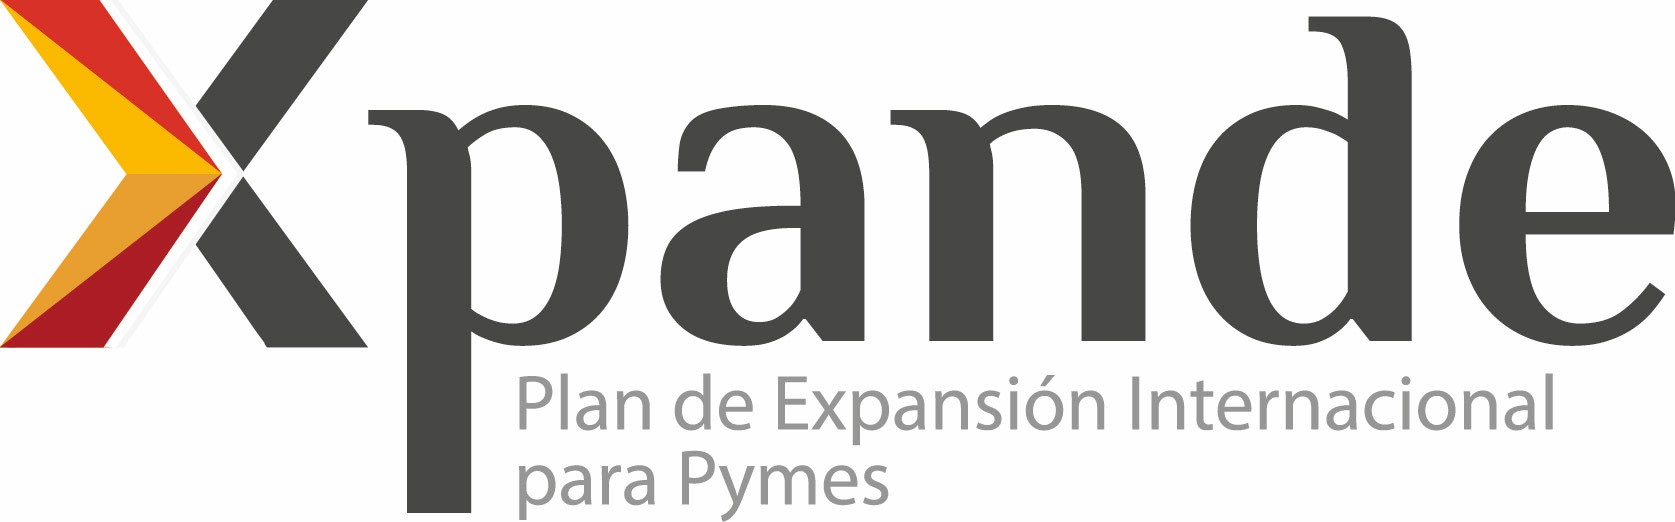 Xpande
Plan de Expansión Internacional
para Pymes